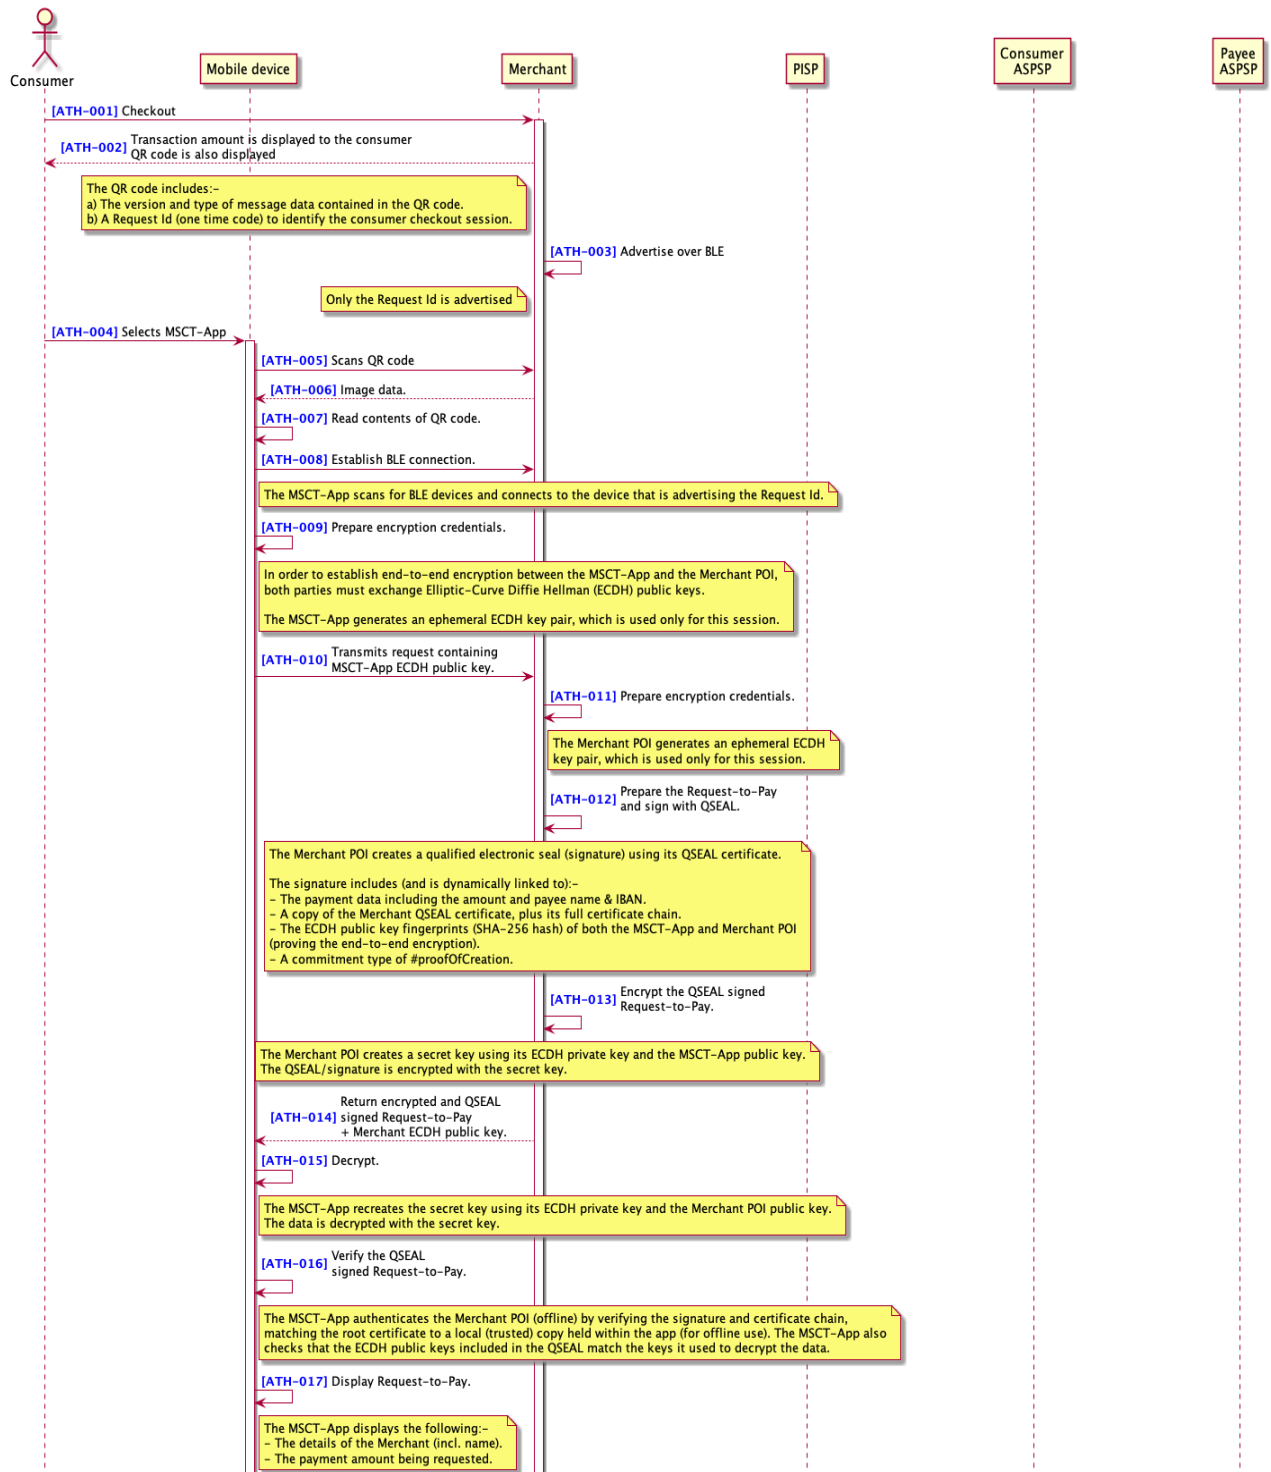 Consumer
Mobile device
Merchant
PISP
Consumer
ASPSP
Payee
ASPSP
[ATH-001] Checkout
[ATH-002] Transaction amount is displayed to the consumer
QR code is also displayed
The QR code includes:-
a) The version and type of message data contained in the QR code.
b) A Request Id (one time code) to identify the consumer checkout session.
[ATH-003] Advertise over BLE
Only the Request Id is advertised
[ATH-004] Selects MSCT-App
[ATH-005] Scans QR code
[ATH-006] Image data.
[ATH-007] Read contents of QR code.
[ATH-008] Establish BLE connection.
The MSCT-App scans for BLE devices and connects to the device that is advertising the Request Id.
[ATH-009] Prepare encryption credentials.
In order to establish end-to-end encryption between the MSCT-App and the Merchant POI,
both parties must exchange Elliptic-Curve Diffie Hellman (ECDH) public keys.
The MSCT-App generates an ephemeral ECDH key pair, which is used only for this session.
[ATH-010] Transmits request containing
MSCT-App ECDH public key.
[ATH-011] Prepare encryption credentials.
The Merchant POI generates an ephemeral ECDH
key pair, which is used only for this session.
[ATH-012] Prepare the Request-to-Pay
and sign with QSEAL.
The Merchant POI creates a qualified electronic seal (signature) using its QSEAL certificate.
The signature includes (and is dynamically linked to):-
- The payment data including the amount and payee name & IBAN.
- A copy of the Merchant QSEAL certificate, plus its full certificate chain.
- The ECDH public key fingerprints (SHA-256 hash) of both the MSCT-App and Merchant POI
(proving the end-to-end encryption).
- A commitment type of #proofOfCreation.
[ATH-013] Encrypt the QSEAL signed
Request-to-Pay.
The Merchant POI creates a secret key using its ECDH private key and the MSCT-App public key.
The QSEAL/signature is encrypted with the secret key.
[ATH-014] Return encrypted and QSEAL
signed Request-to-Pay
+ Merchant ECDH public key.
[ATH-015] Decrypt.
The MSCT-App recreates the secret key using its ECDH private key and the Merchant POI public key.
The data is decrypted with the secret key.
[ATH-016] Verify the QSEAL
signed Request-to-Pay.
The MSCT-App authenticates the Merchant POI (offline) by verifying the signature and certificate chain,
matching the root certificate to a local (trusted) copy held within the app (for offline use). The MSCT-App also
checks that the ECDH public keys included in the QSEAL match the keys it used to decrypt the data.
[ATH-017] Display Request-to-Pay.
The MSCT-App displays the following:-
- The details of the Merchant (incl. name).
- The payment amount being requested.